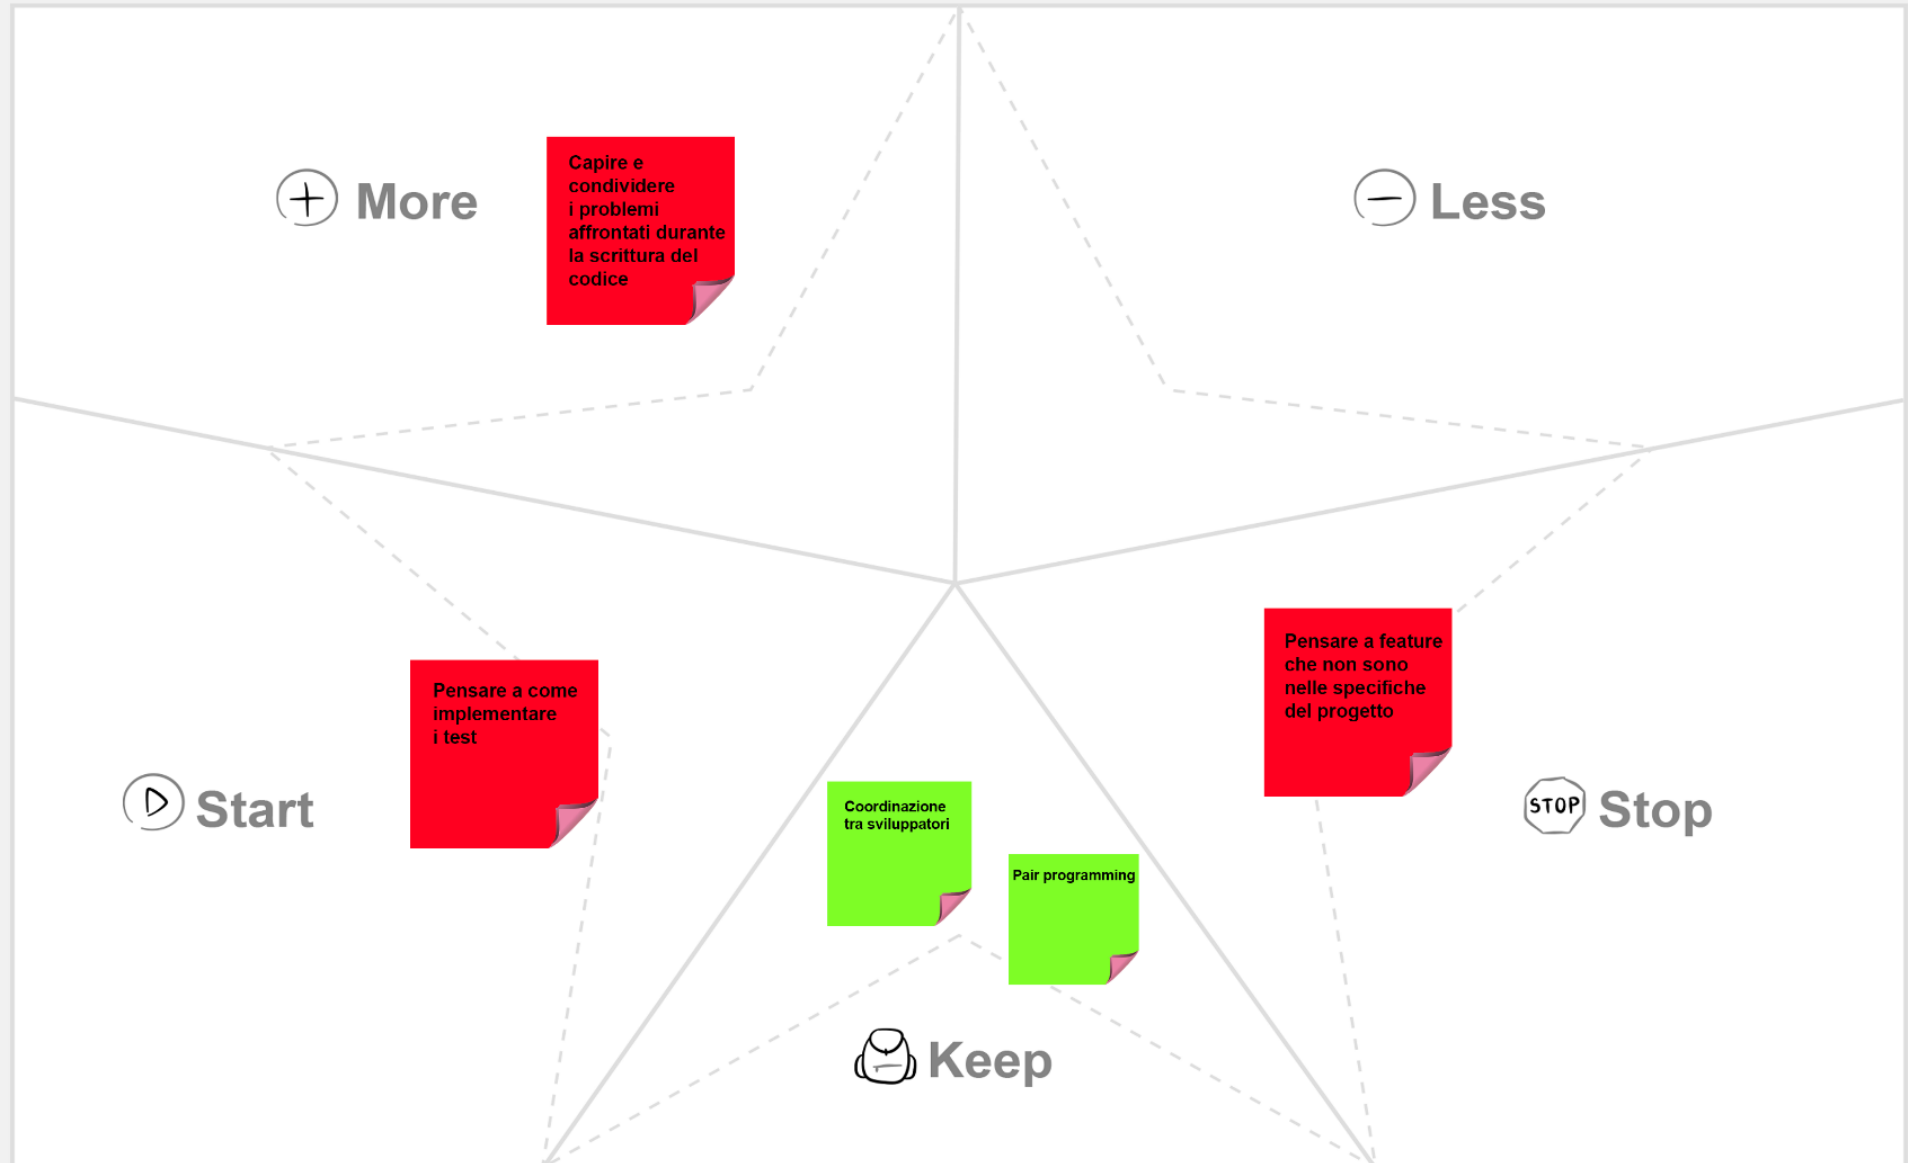 More
Capire e
condividere
i problemi
affrontati durante
la scrittura del
codice
Less
Start
Pensare a come
implementare
i test
Coordinazione
tra sviluppatori
Pair programming
Keep
Pensare a feature
che non sono
nelle specifiche
del progetto
STOP
Stop